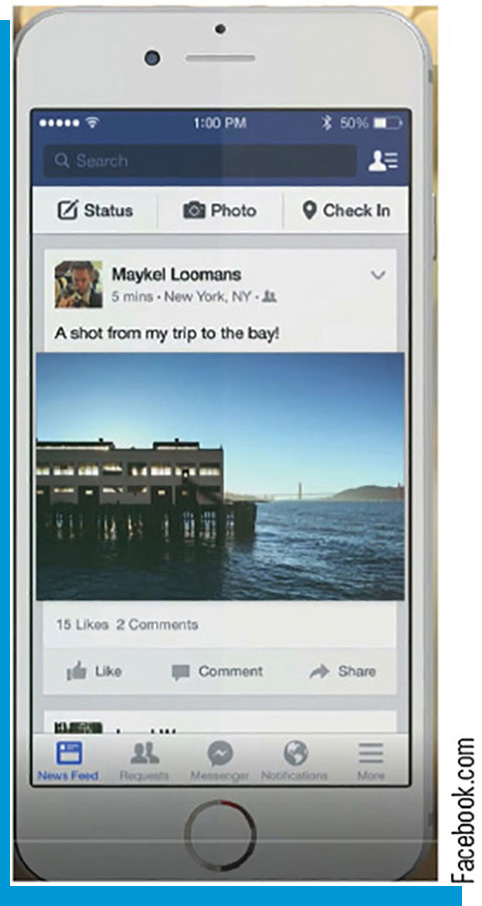 1:00 PM 50%
Search
Status Photo Check In
Maykel Loomans
5 mins · New York, NY ·
A shot from my trip to the bay!
15 Likes 2 Comments
Like Comment Share
News Feed Requests Messenger Notifications More
Facebook.com